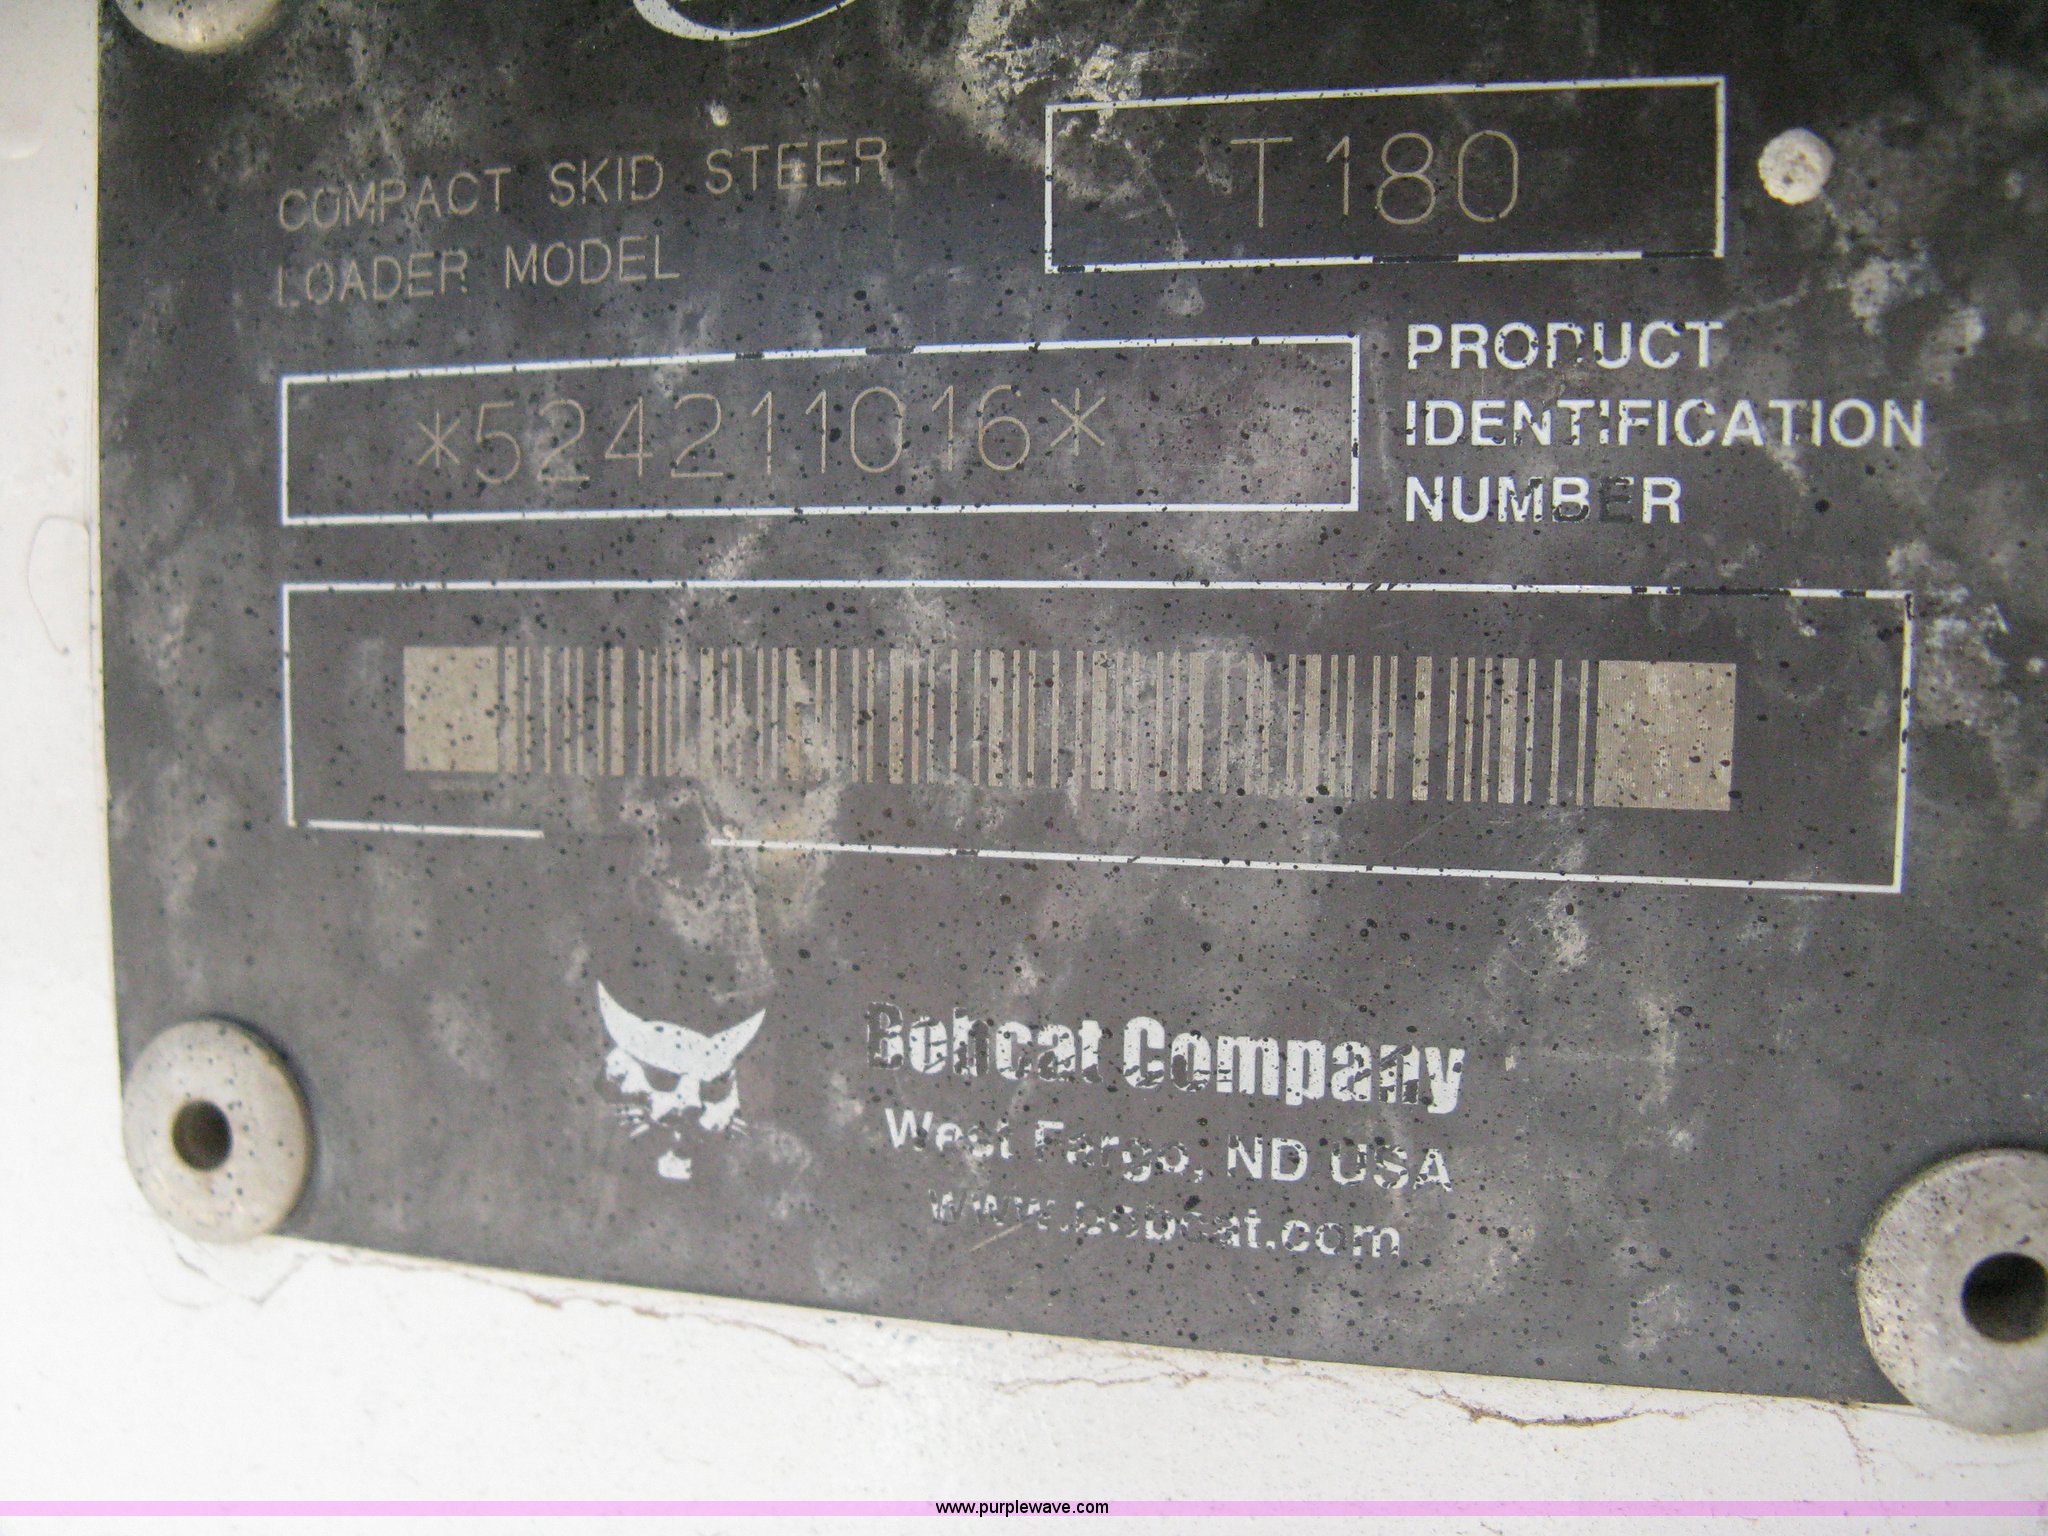 COMPACT SKID STEER
LOADER MODEL
T180
*524211016*
PRODUCT
IDENTIFICATION
NUMBER
Bobcat Company
West Fargo, ND USA
www.bobcat.com
www.purplewave.com